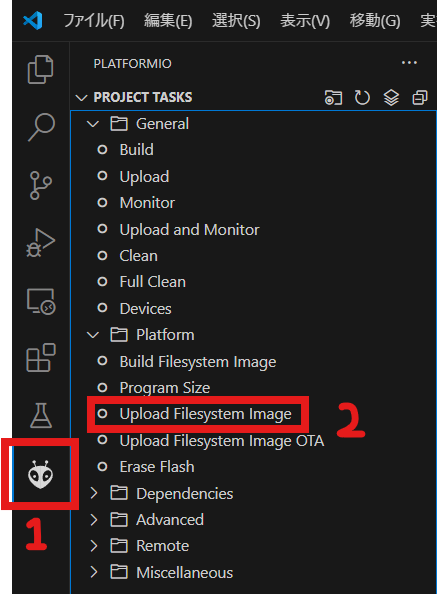 ファイル(F) 編集(E) 選択(S) 表示(V) 移動(G) 実
PLATFORMIO
PROJECT TASKS
General
Build
Upload
Monitor
Upload and Monitor
Clean
Full Clean
Devices
Platform
Build Filesystem Image
Program Size
Upload Filesystem Image 2
Upload Filesystem Image OTA
Erase Flash
Dependencies
1 Advanced
Remote
Miscellaneous